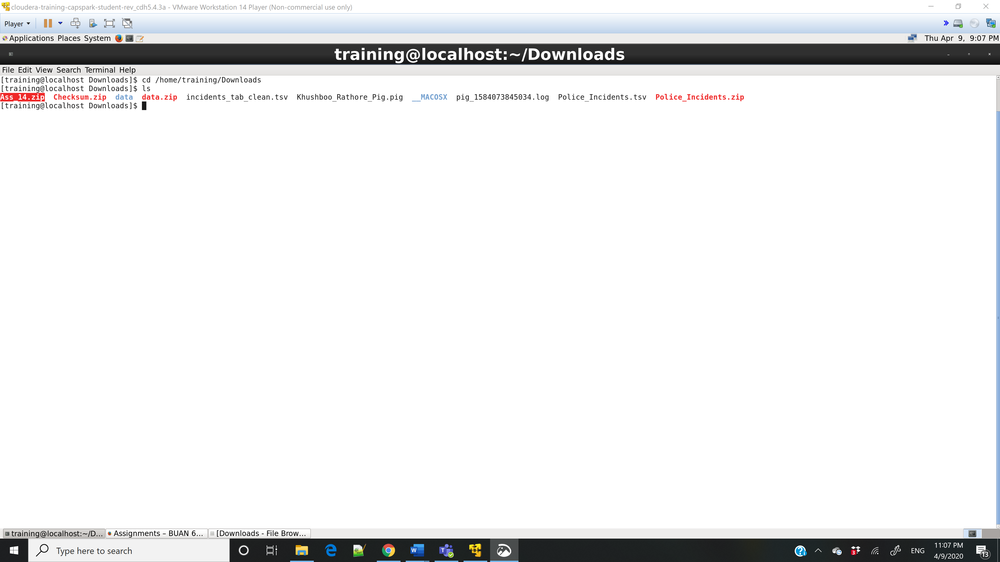 cloudera-training-capspark-student-rev_cdh5.4.3a - VMware Workstation 14 Player (Non-commercial use only)
Player
Applications Places System
Thu Apr 9, 9:07 PM
training@localhost:~/Downloads
File Edit View Search Terminal Help
[training@localhost Downloads]$ cd /home/training/Downloads
[training@localhost Downloads]$ ls
Ass_14.zip Checksum.zip data data.zip incidents_tab_clean.tsv Khushboo_Rathore_Pig.pig __MACOSX pig_1584073845034.log Police_Incidents.tsv Police_Incidents.zip
[training@localhost Downloads]$
training@localhost:~/D... Assignments – BUAN 6... [Downloads - File Brow...
Type here to search
W
T
3
ENG
11:07 PM
4/9/2020
13